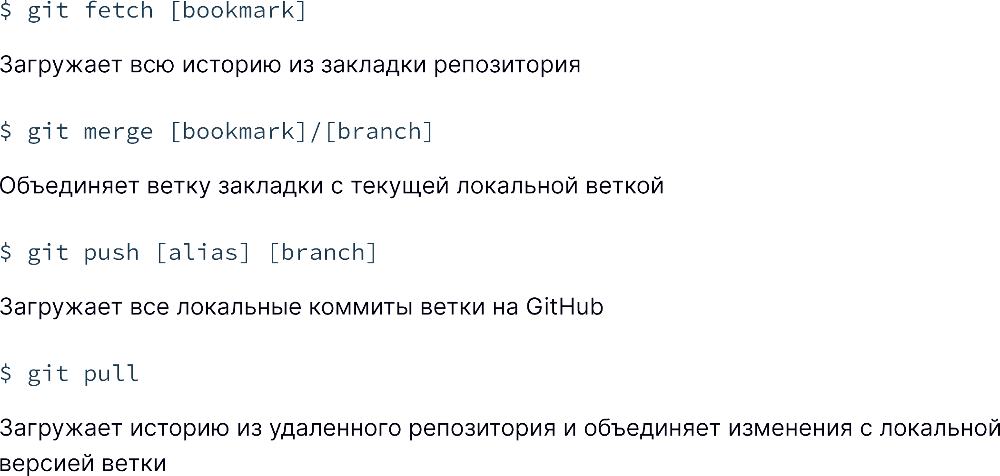 $ git fetch [bookmark]
Загружает всю историю из закладки репозитория
$ git merge [bookmark]/[branch]
Объединяет ветку закладки с текущей локальной веткой
$ git push [alias] [branch]
Загружает все локальные коммиты ветки на GitHub
$ git pull
Загружает историю из удаленного репозитория и объединяет изменения с локальной
версией ветки